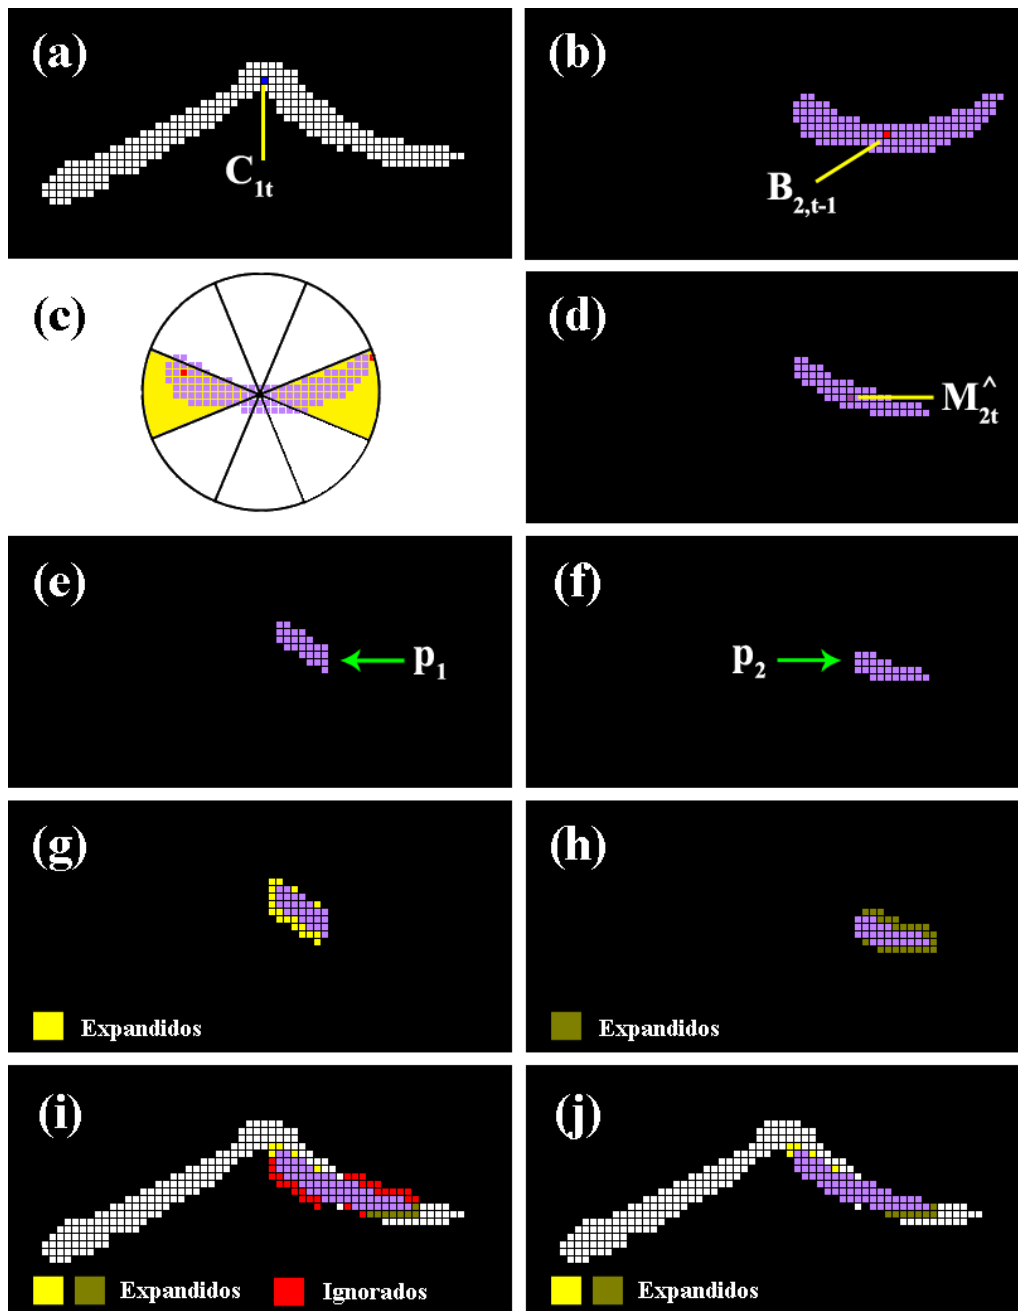 (a)
C1t
(b)
B2,t-1
(c)
(d)
M^2t
(e)
p1
(f)
p2
(g)
Expandidos
(h)
Expandidos
(i)
Expandidos Ignorados
(j)
Expandidos